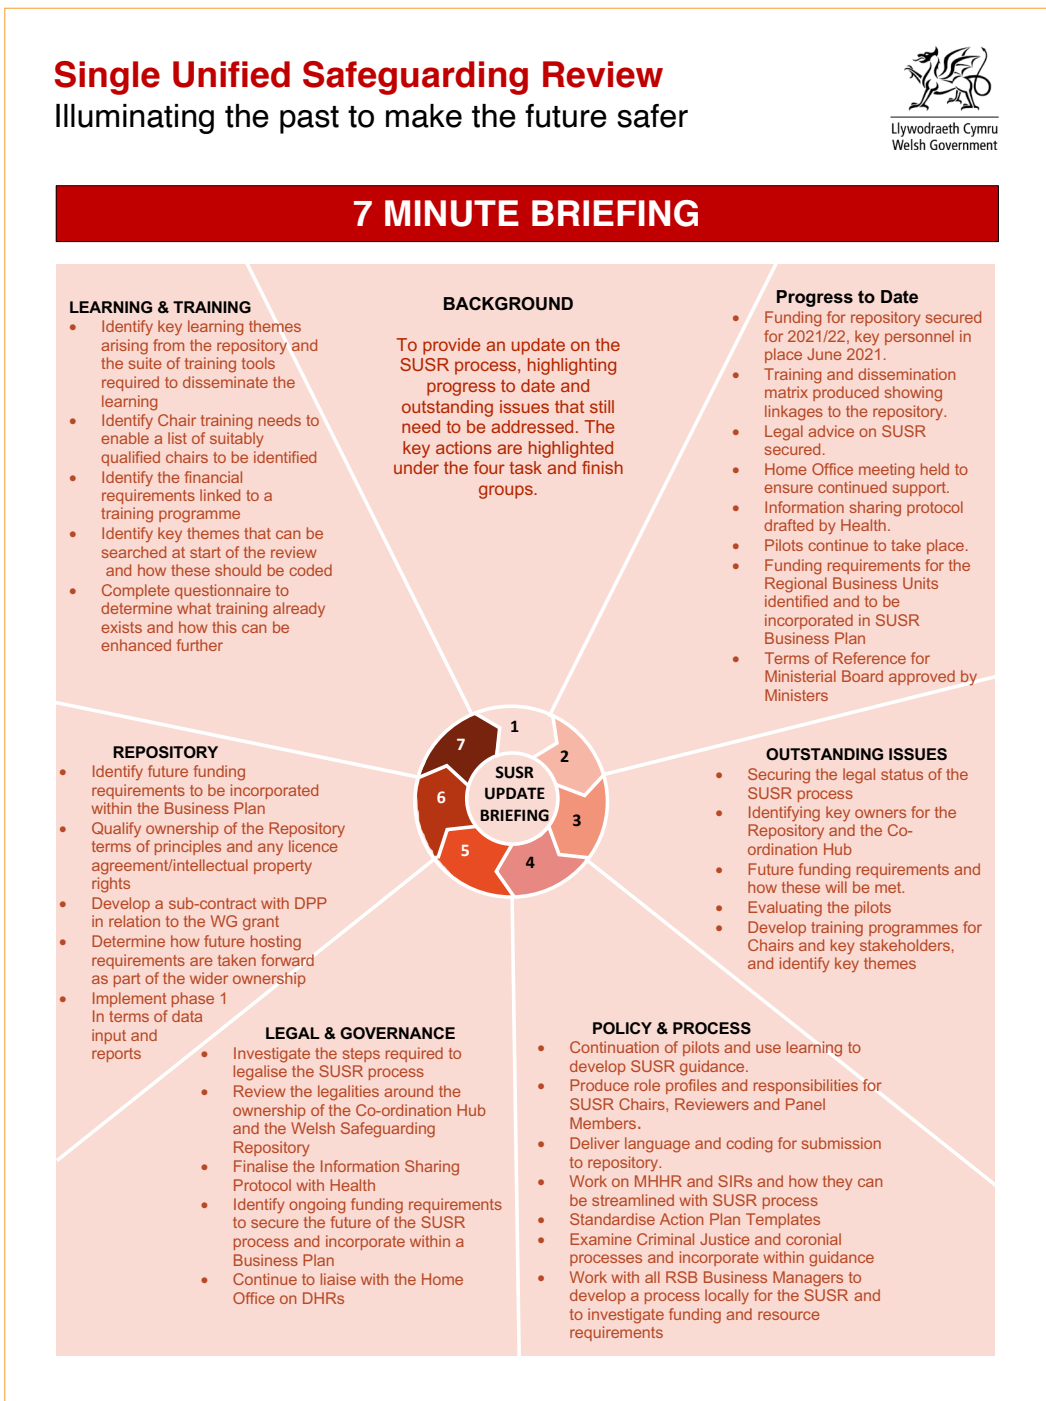 Single Unified Safeguarding Review
Illuminating the past to make the future safer
Llywodraeth Cymru
Welsh Government
7 MINUTE BRIEFING
BACKGROUND
To provide an update on the
SUSR process, highlighting
progress to date and
outstanding issues that still
need to be addressed. The
key actions are highlighted
under the four task and finish
groups.
Progress to Date
• Funding for repository secured
for 2021/22, key personnel in
place June 2021.
• Training and dissemination
matrix produced showing
linkages to the repository.
• Legal advice on SUSR
secured.
• Home Office meeting held to
ensure continued support.
• Information sharing protocol
drafted by Health.
• Pilots continue to take place.
• Funding requirements for the
Regional Business Units
identified and to be
incorporated in SUSR
Business Plan
• Terms of Reference for
Ministerial Board approved by
Ministers
OUTSTANDING ISSUES
• Securing the legal status of the
SUSR process
• Identifying key owners for the
Repository and the Co-
ordination Hub
• Future funding requirements and
how these will be met.
• Evaluating the pilots
• Develop training programmes for
Chairs and key stakeholders,
and identify key themes
POLICY & PROCESS
• Continuation of pilots and use learning to
develop SUSR guidance.
• Produce role profiles and responsibilities for
SUSR Chairs, Reviewers and Panel
Members.
• Deliver language and coding for submission
to repository.
• Work on MHHR and SIRs and how they can
be streamlined with SUSR process
• Standardise Action Plan Templates
• Examine Criminal Justice and coronial
processes and incorporate within guidance
• Work with all RSB Business Managers to
develop a process locally for the SUSR and
to investigate funding and resource
requirements
LEGAL & GOVERNANCE
• Investigate the steps required to
legalise the SUSR process
• Review the legalities around the
ownership of the Co-ordination Hub
and the Welsh Safeguarding
Repository
• Finalise the Information Sharing
Protocol with Health
• Identify ongoing funding requirements
to secure the future of the SUSR
process and incorporate within a
Business Plan
• Continue to liaise with the Home
Office on DHRs
REPOSITORY
• Identify future funding
requirements to be incorporated
within the Business Plan
• Qualify ownership of the Repository
terms of principles and any licence
agreement/intellectual property
rights
• Develop a sub-contract with DPP
in relation to the WG grant
• Determine how future hosting
requirements are taken forward
as part of the wider ownership
• Implement phase 1
In terms of data
input and
reports
LEARNING & TRAINING
• Identify key learning themes
arising from the repository and
the suite of training tools
required to disseminate the
learning
• Identify Chair training needs to
enable a list of suitably
qualified chairs to be identified
• Identify the financial
requirements linked to a
training programme
• Identify key themes that can be
searched at start of the review
and how these should be coded
• Complete questionnaire to
determine what training already
exists and how this can be
enhanced further
1
2
3
4
5
6
7
SUSR
UPDATE
BRIEFING